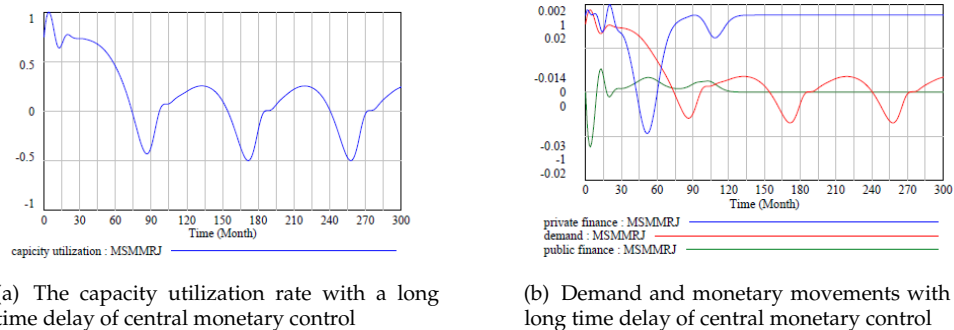 1
0.5
0
-0.5
-1
0 30 60 90 120 150 180 210 240 270 300
Time (Month)
capicity utilization : MSMMRJ
(a) The capacity utilization rate with a long
time delay of central monetary control
0.002
1
0.02
-0.014
0
0
-0.03
-1
-0.02
0 30 60 90 120 150 180 210 240 270 300
Time (Month)
private finance : MSMMRJ
demand : MSMMRJ
public finance : MSMMRJ
(b) Demand and monetary movements with
long time delay of central monetary control